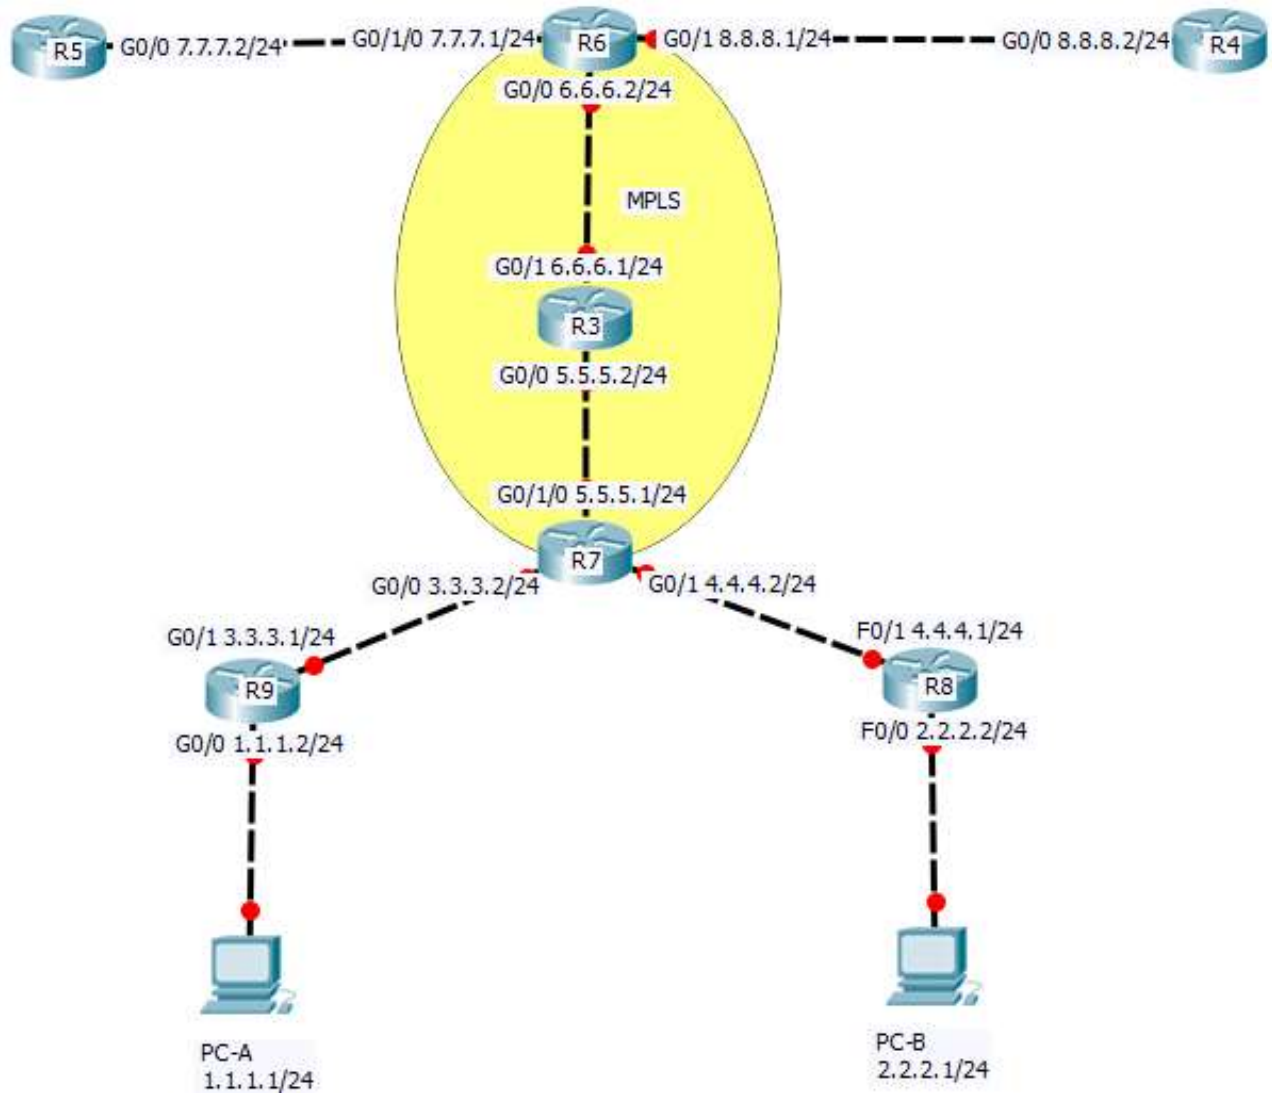 R5
G0/0 7.7.7.2/24
G0/1/0 7.7.7.1/24
R6
G0/1 8.8.8.1/24
G0/0 8.8.8.2/24
R4
G0/0 6.6.6.2/24
MPLS
G0/1 6.6.6.1/24
R3
G0/0 5.5.5.2/24
G0/1/0 5.5.5.1/24
R7
G0/0 3.3.3.2/24
G0/1 4.4.4.2/24
G0/1 3.3.3.1/24
F0/1 4.4.4.1/24
R9
R8
G0/0 1.1.1.2/24
F0/0 2.2.2.2/24
PC-A
1.1.1.1/24
PC-B
2.2.2.1/24